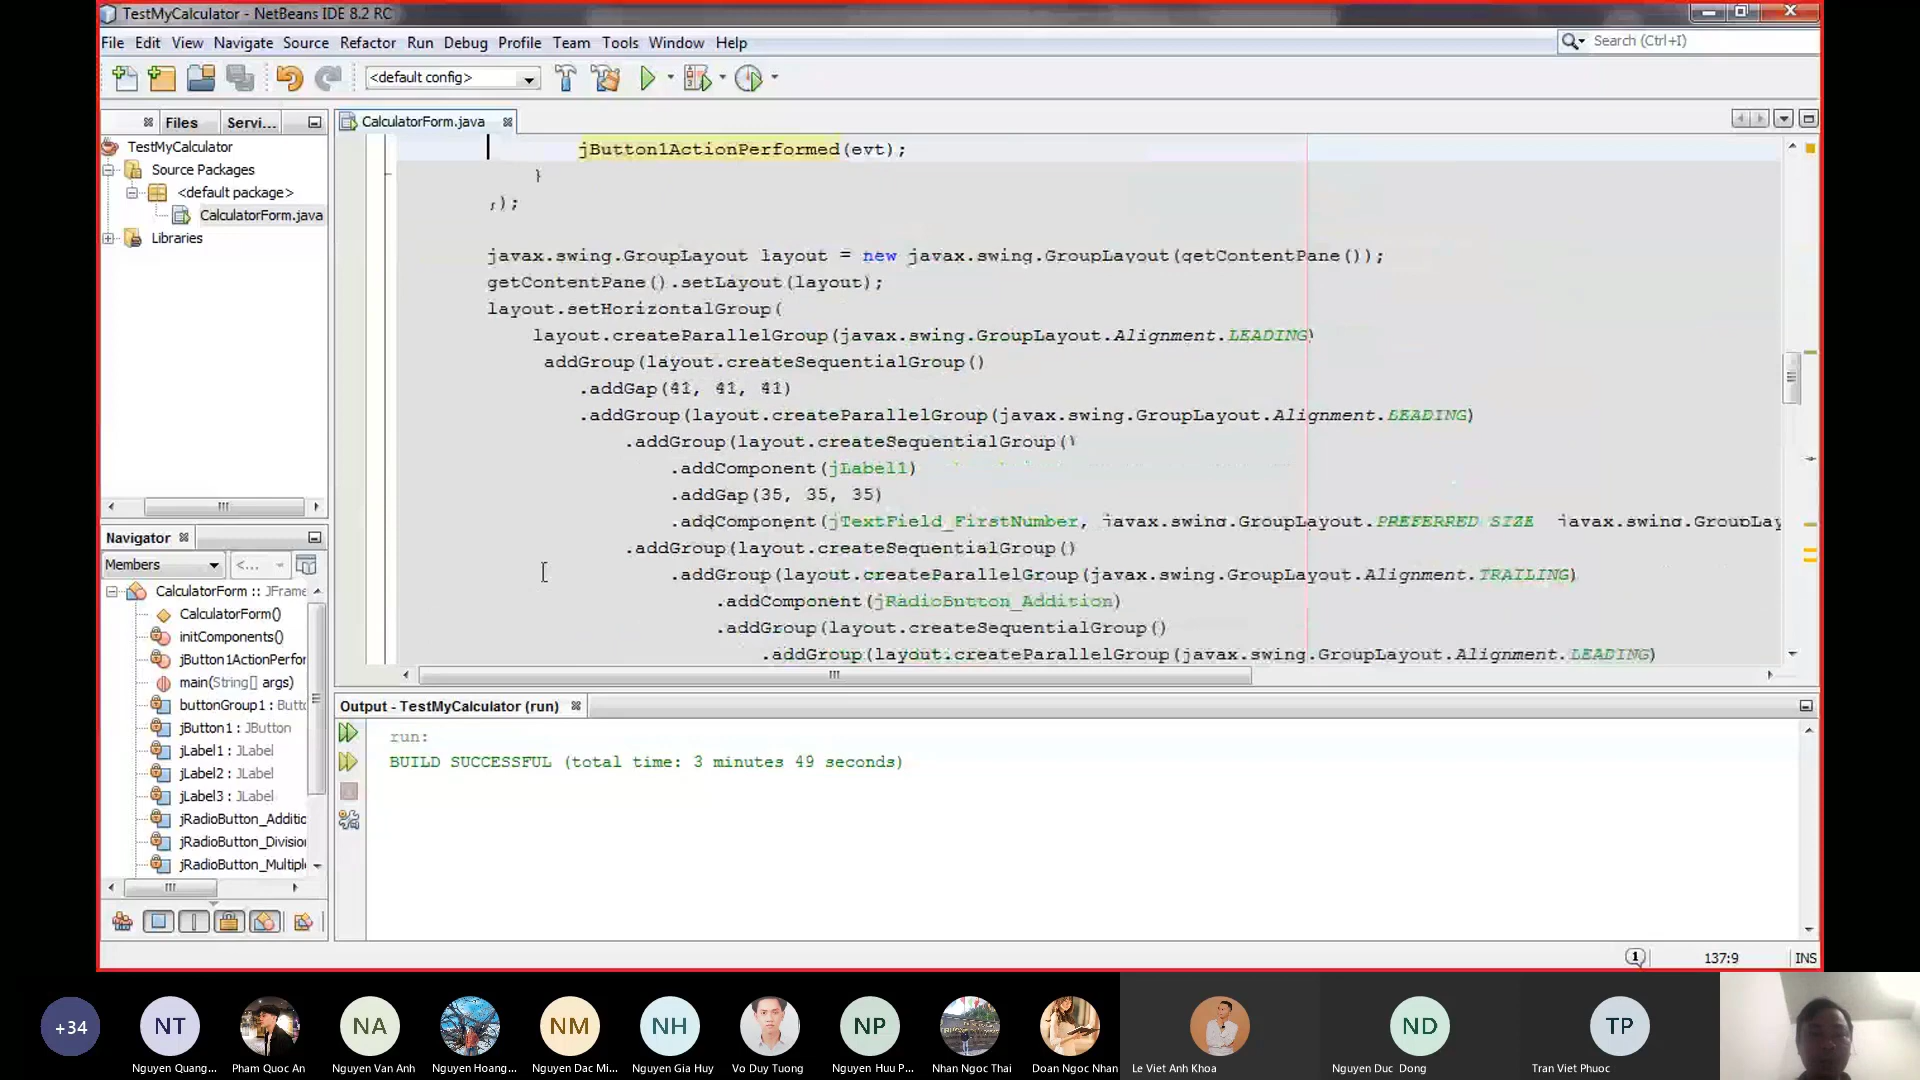 TestMyCalculator - NetBeans IDE 8.2 RC
File Edit View Navigate Source Refactor Run Debug Profile Team Tools Window Help
Search (Ctrl+I)
<default config>
Files Servi...
CalculatorForm.java
TestMyCalculator
Source Packages
<default package>
CalculatorForm.java
Libraries
jButton1ActionPerformed(evt);
}
);
javax.swing.GroupLayout layout = new javax.swing.GroupLayout(getContentPane());
getContentPane().setLayout(layout);
layout.setHorizontalGroup(
layout.createParallelGroup(javax.swing.GroupLayout.Alignment.LEADING)
addGroup(layout.createSequentialGroup()
.addGap(41, 41, 41)
.addGroup(layout.createParallelGroup(javax.swing.GroupLayout.Alignment.LEADING)
.addGroup(layout.createSequentialGroup()
.addComponent(jLabel1)
.addGap(35, 35, 35)
.addComponent(jTextField_FirstNumber, javax.swing.GroupLayout.PREFERRED_SIZE javax.swing.GroupLay
.addGroup(layout.createSequentialGroup()
.addGroup(layout.createParallelGroup(javax.swing.GroupLayout.Alignment.TRAILING)
.addComponent(jRadioButton_Addition)
.addGroup(layout.createSequentialGroup()
.addGroup(layout.createParallelGroup(javax.swing.GroupLayout.Alignment.LEADING)
Navigator
Members <...
CalculatorForm :: JFrame
CalculatorForm()
initComponents()
jButton1ActionPerfor
main(String[] args)
buttonGroup1 : Butto
jButton1 : JButton
jLabel1 : JLabel
jLabel2 : JLabel
jLabel3 : JLabel
jRadioButton_Additio
jRadioButton_Division
jRadioButton_Multipl
Output - TestMyCalculator (run)
run:
BUILD SUCCESSFUL (total time: 3 minutes 49 seconds)
1 137:9 INS
+34 NT NA NM NH NP ND TP
Nguyen Quang... Pham Quoc An Nguyen Van Anh Nguyen Hoang... Nguyen Dac Mi... Nguyen Gia Huy Vo Duy Tuong Nguyen Huu P... Nhan Ngoc Thai Doan Ngoc Nhan Le Viet Anh Khoa Nguyen Duc Dong Tran Viet Phuoc